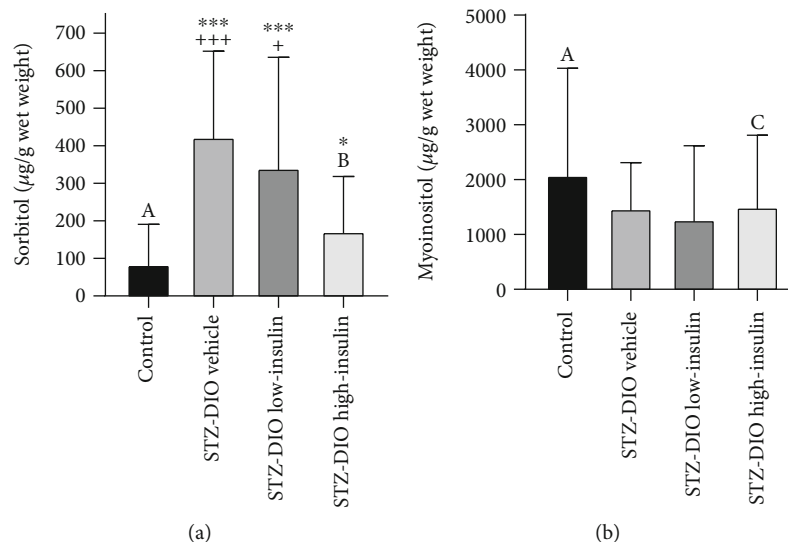 Sorbitol (μg/g wet weight)
700
600
500
400
300
200
100
0
A
***
+++
***
+
*
B
Control
STZ-DIO vehicle
STZ-DIO low-insulin
STZ-DIO high-insulin
(a)
Myoinositol (μg/g wet weight)
5000
4000
3000
2000
1000
0
A
C
Control
STZ-DIO vehicle
STZ-DIO low-insulin
STZ-DIO high-insulin
(b)